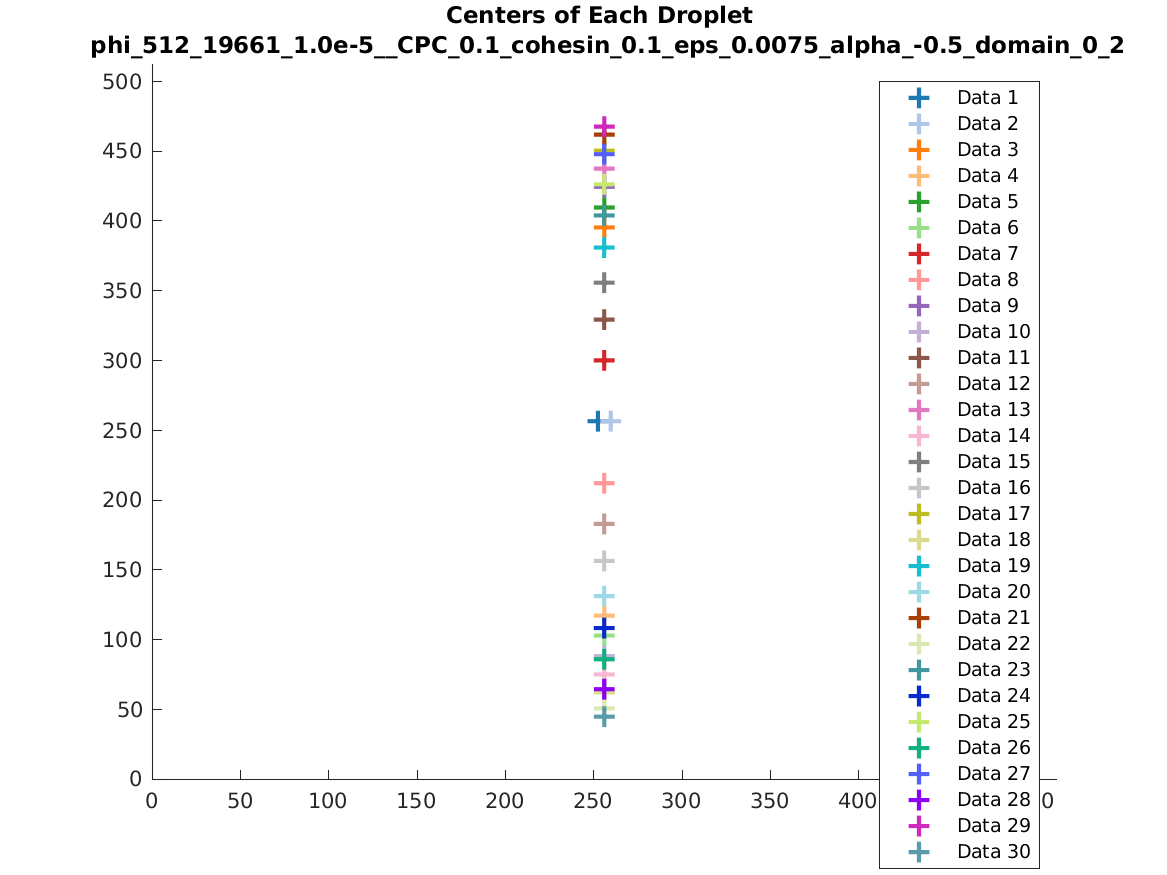 Centers of Each Droplet
phi_512_19661_1.0e-5__CPC_0.1_cohesin_0.1_eps_0.0075_alpha_-0.5_domain_0_2
500
450
400
350
300
250
200
150
100
50
0
0 50 100 150 200 250 300 350 400 0
Data 1
Data 2
Data 3
Data 4
Data 5
Data 6
Data 7
Data 8
Data 9
Data 10
Data 11
Data 12
Data 13
Data 14
Data 15
Data 16
Data 17
Data 18
Data 19
Data 20
Data 21
Data 22
Data 23
Data 24
Data 25
Data 26
Data 27
Data 28
Data 29
Data 30